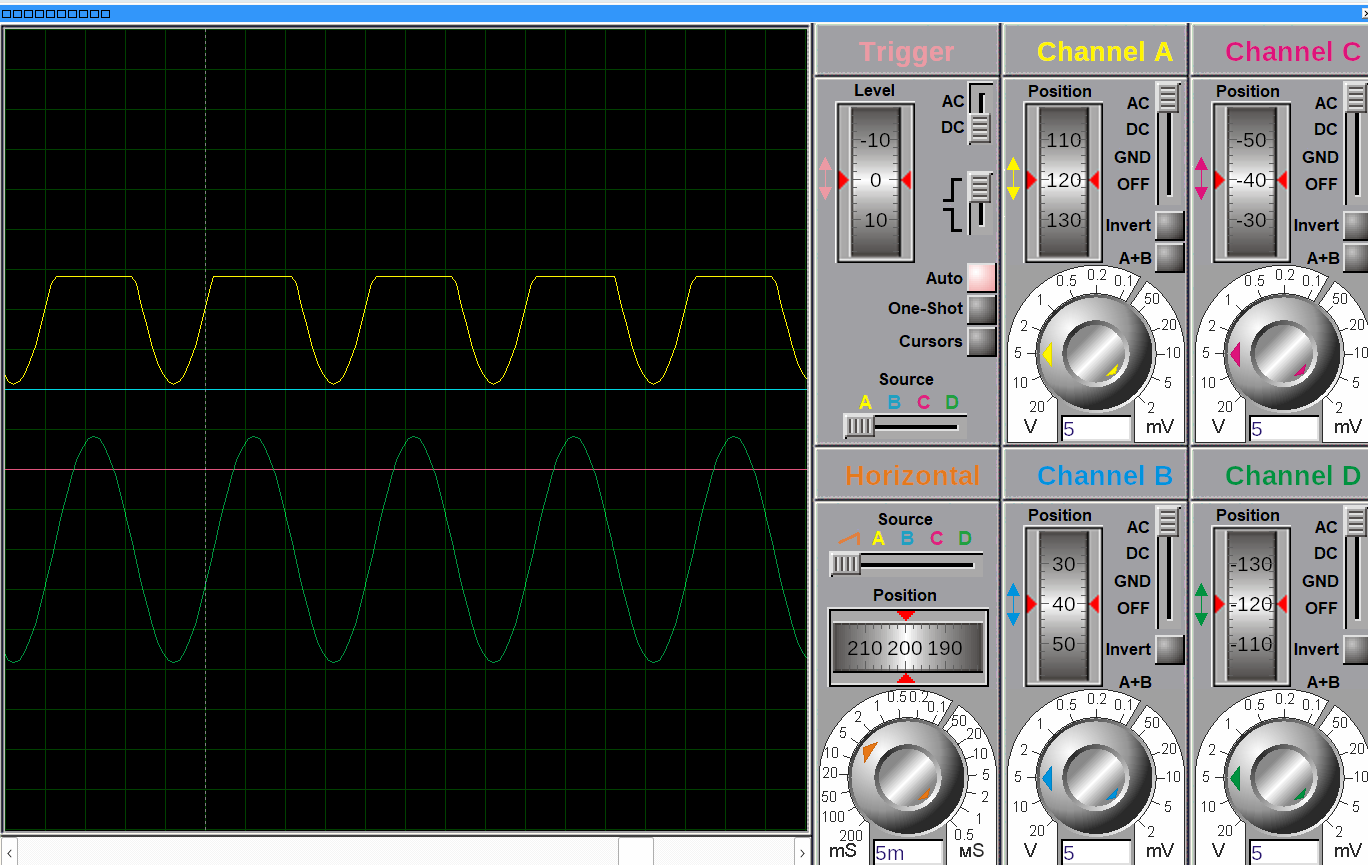 Trigger
Level
-10
0
10
AC
DC
Auto
One-Shot
Cursors
Source
A B C D
Channel A
Position
110
120
130
AC
DC
GND
OFF
Invert
A+B
0.5 0.2 0.1
1
2
5
10
20
50
20
10
5
2
V
5
mV
Channel C
Position
-50
-40
-30
AC
DC
GND
OFF
Invert
A+B
0.5 0.2 0.1
1
2
5
10
20
50
20
10
5
2
V
5
mV
Horizontal
Source
A B C D
Position
210 200 190
0.5 0.2 0.1
1
2
5
10
20
50
100
200
50
20
10
5
2
1
0.5
mS
5m
мS
Channel B
Position
30
40
50
AC
DC
GND
OFF
Invert
A+B
0.5 0.2 0.1
1
2
5
10
20
50
20
10
5
2
V
5
mV
Channel D
Position
-130
-120
-110
AC
DC
GND
OFF
Invert
A+B
0.5 0.2 0.1
1
2
5
10
20
50
20
10
5
2
V
5
mV